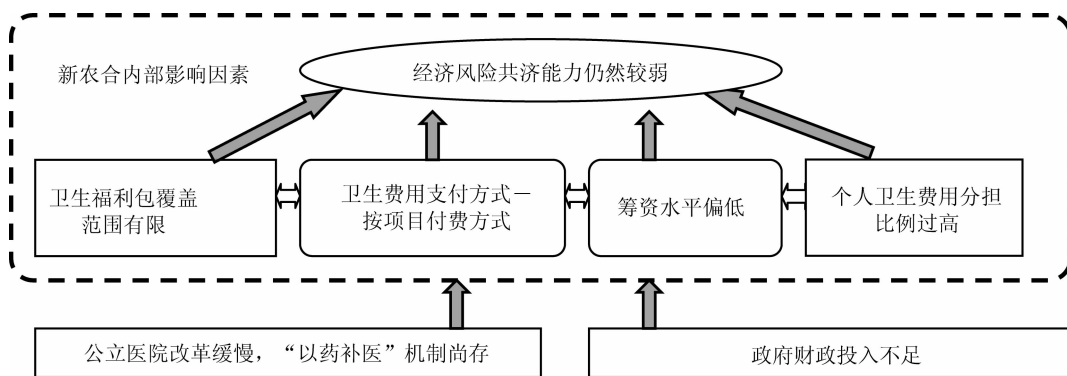 新农合内部影响因素
经济风险共济能力仍然较弱
卫生福利包覆盖
范围有限
卫生费用支付方式－
按项目付费方式
筹资水平偏低
个人卫生费用分担
比例过高
公立医院改革缓慢，“以药补医”机制尚存
政府财政投入不足